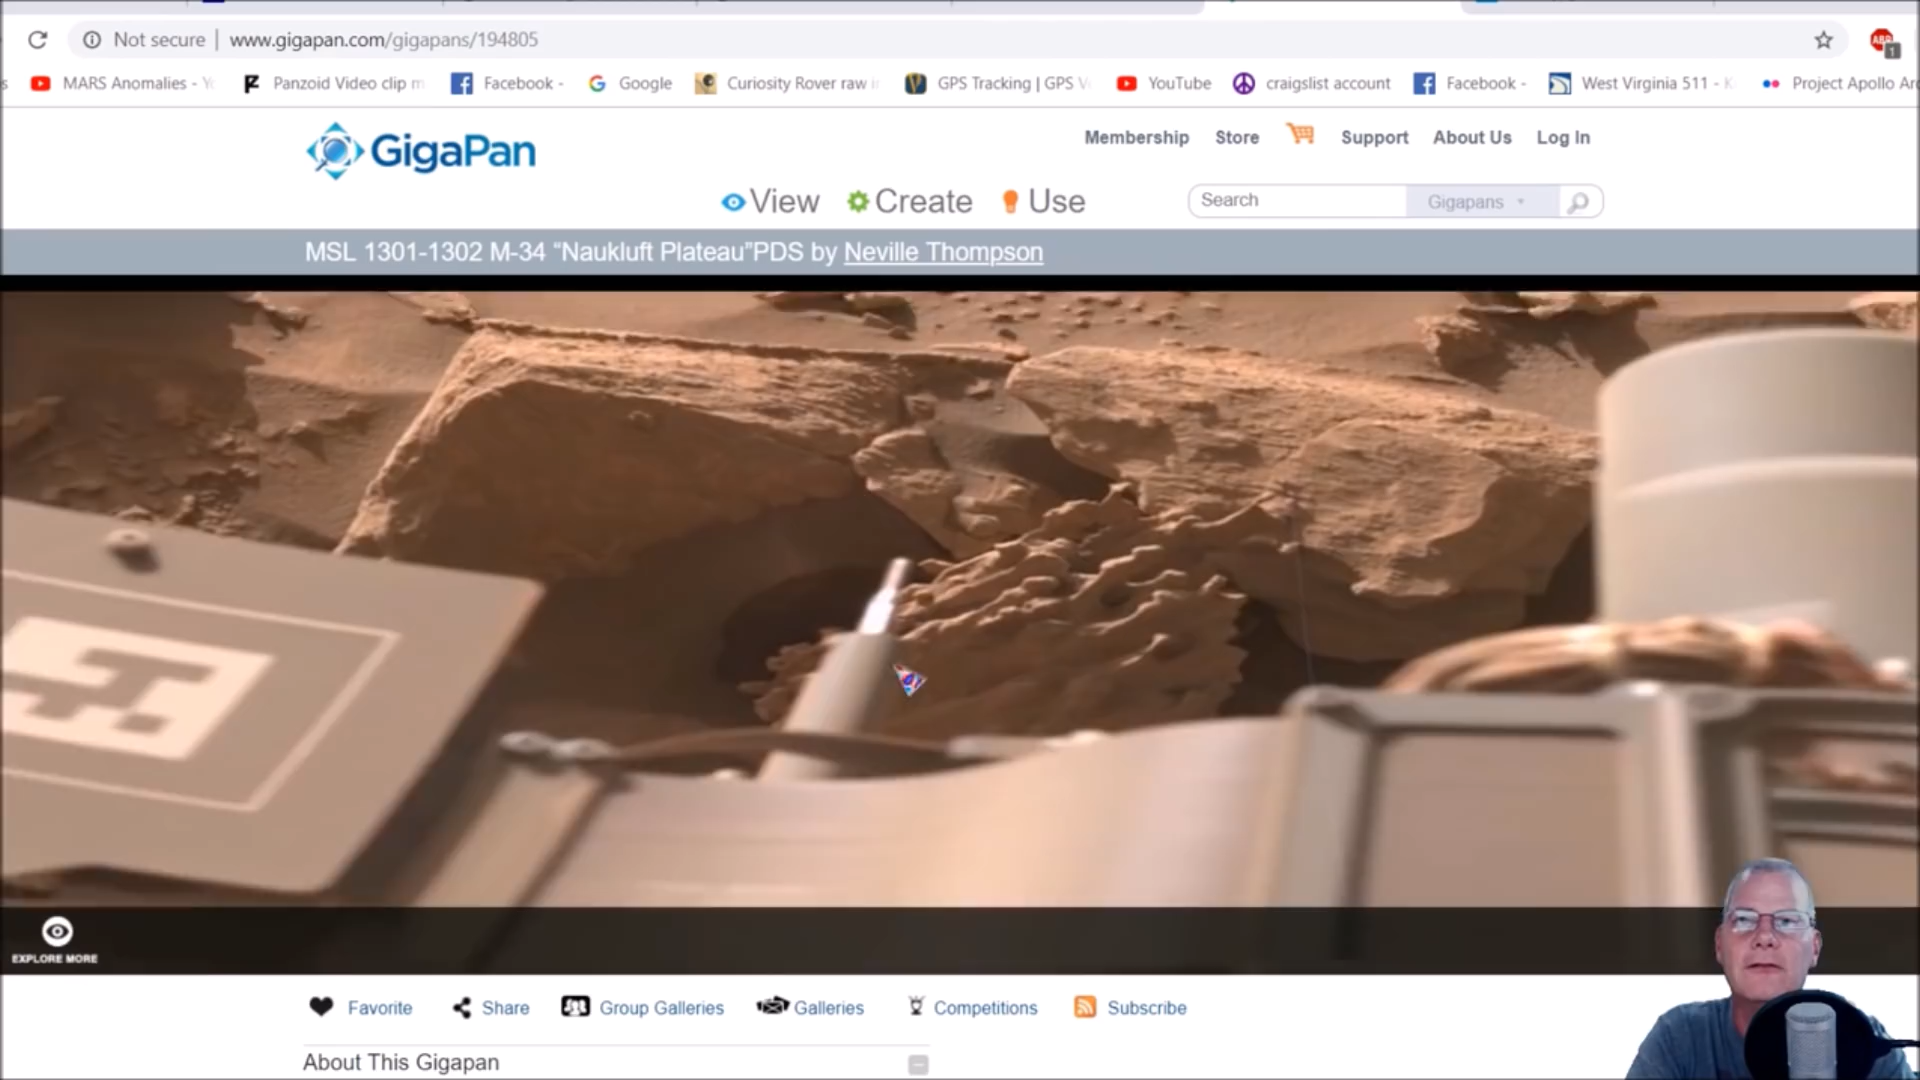 Not secure | www.gigapan.com/gigapans/194805
MARS Anomalies - Panzoid Video clip m Facebook - Google Curiosity Rover raw GPS Tracking | GPS YouTube craigslist account Facebook - West Virginia 511 - Project Apollo
ABP 1
GigaPan
Membership Store Support About Us Log In
View Create Use
Search Gigapans
MSL 1301-1302 M-34 “Naukluft Plateau”PDS by Neville Thompson
EXPLORE MORE
Favorite Share Group Galleries Galleries Competitions Subscribe
About This Gigapan